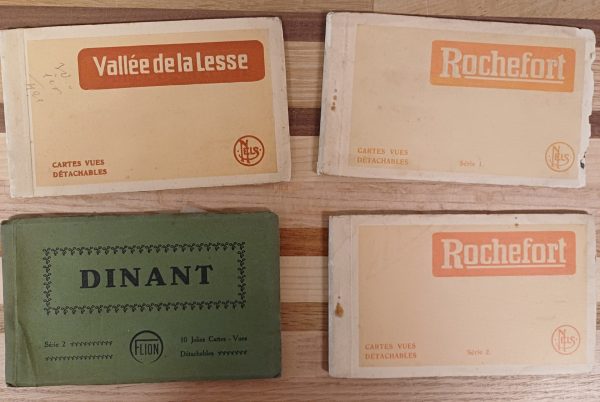 Vallée de la Lesse
CARTES VUES
DÉTACHABLES
NELS
Rochefort
CARTES VUES
DÉTACHABLES
Série 1.
NELS
DINANT
Série 2
FLION
10 Jolies Cartes - Vues
Détachables
Rochefort
CARTES VUES
DÉTACHABLES
Série 2.
NELS